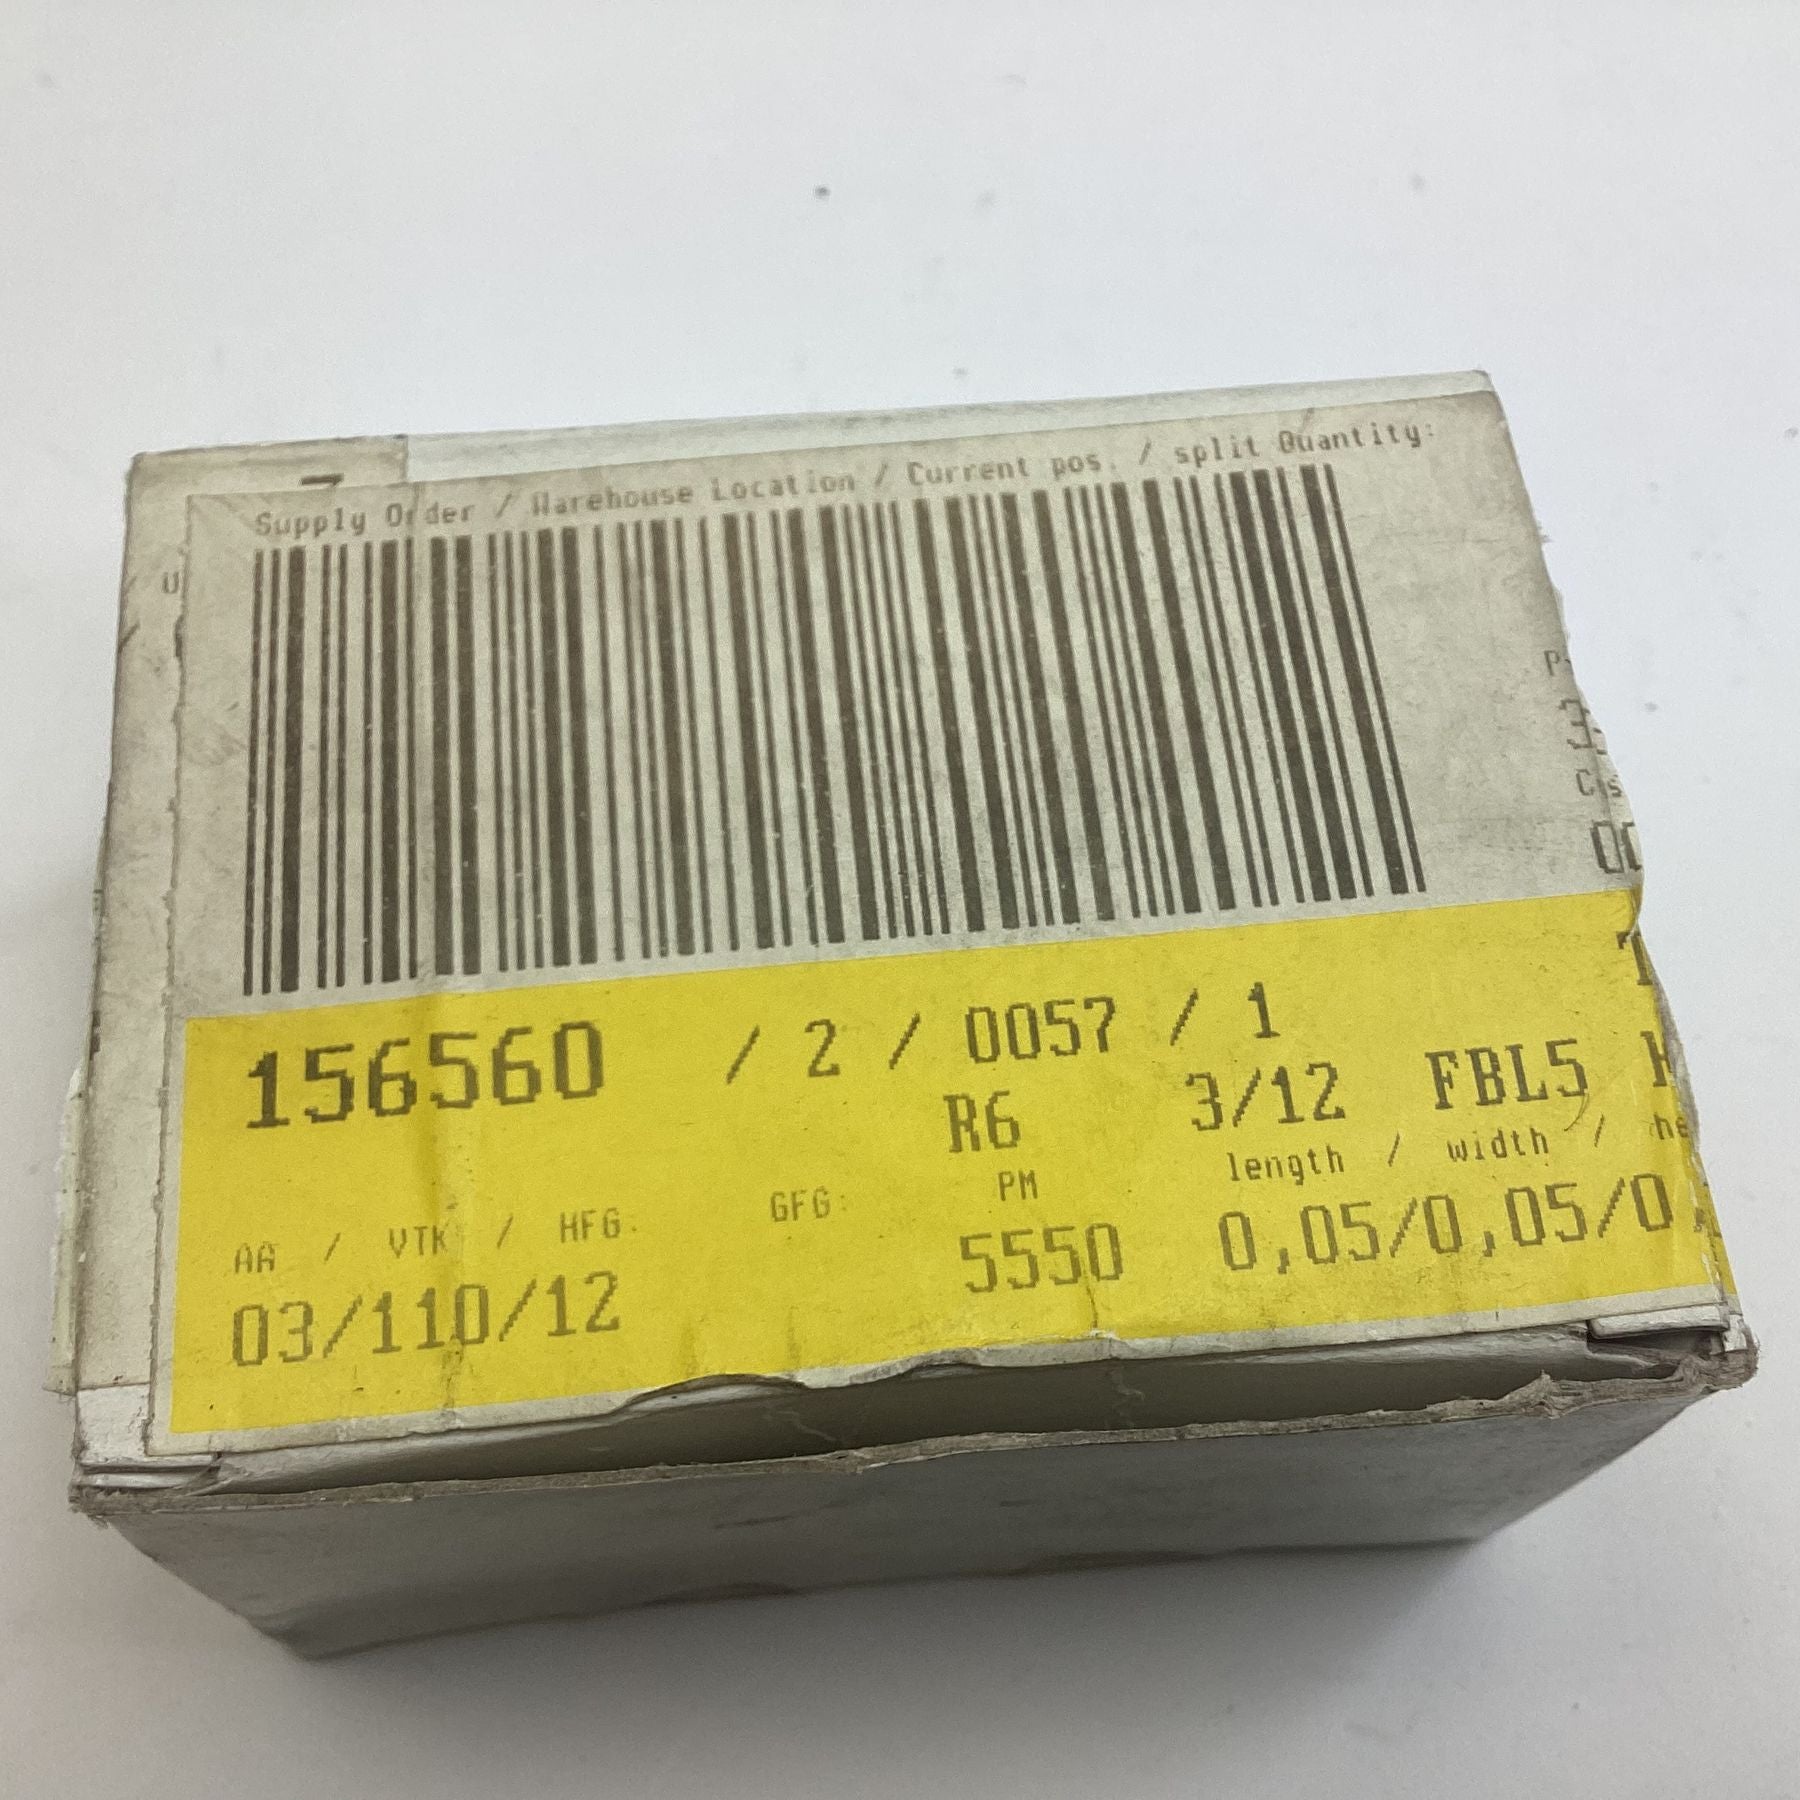 Supply Order / Warehouse Location / Current pos. / split Quantity:
156560 / 2 / 0057 / 1
R6 3/12 FBL5
AA / VTK / HFG: GFG: PM length / width /
03/110/12 5550 0,05/0,05/0,